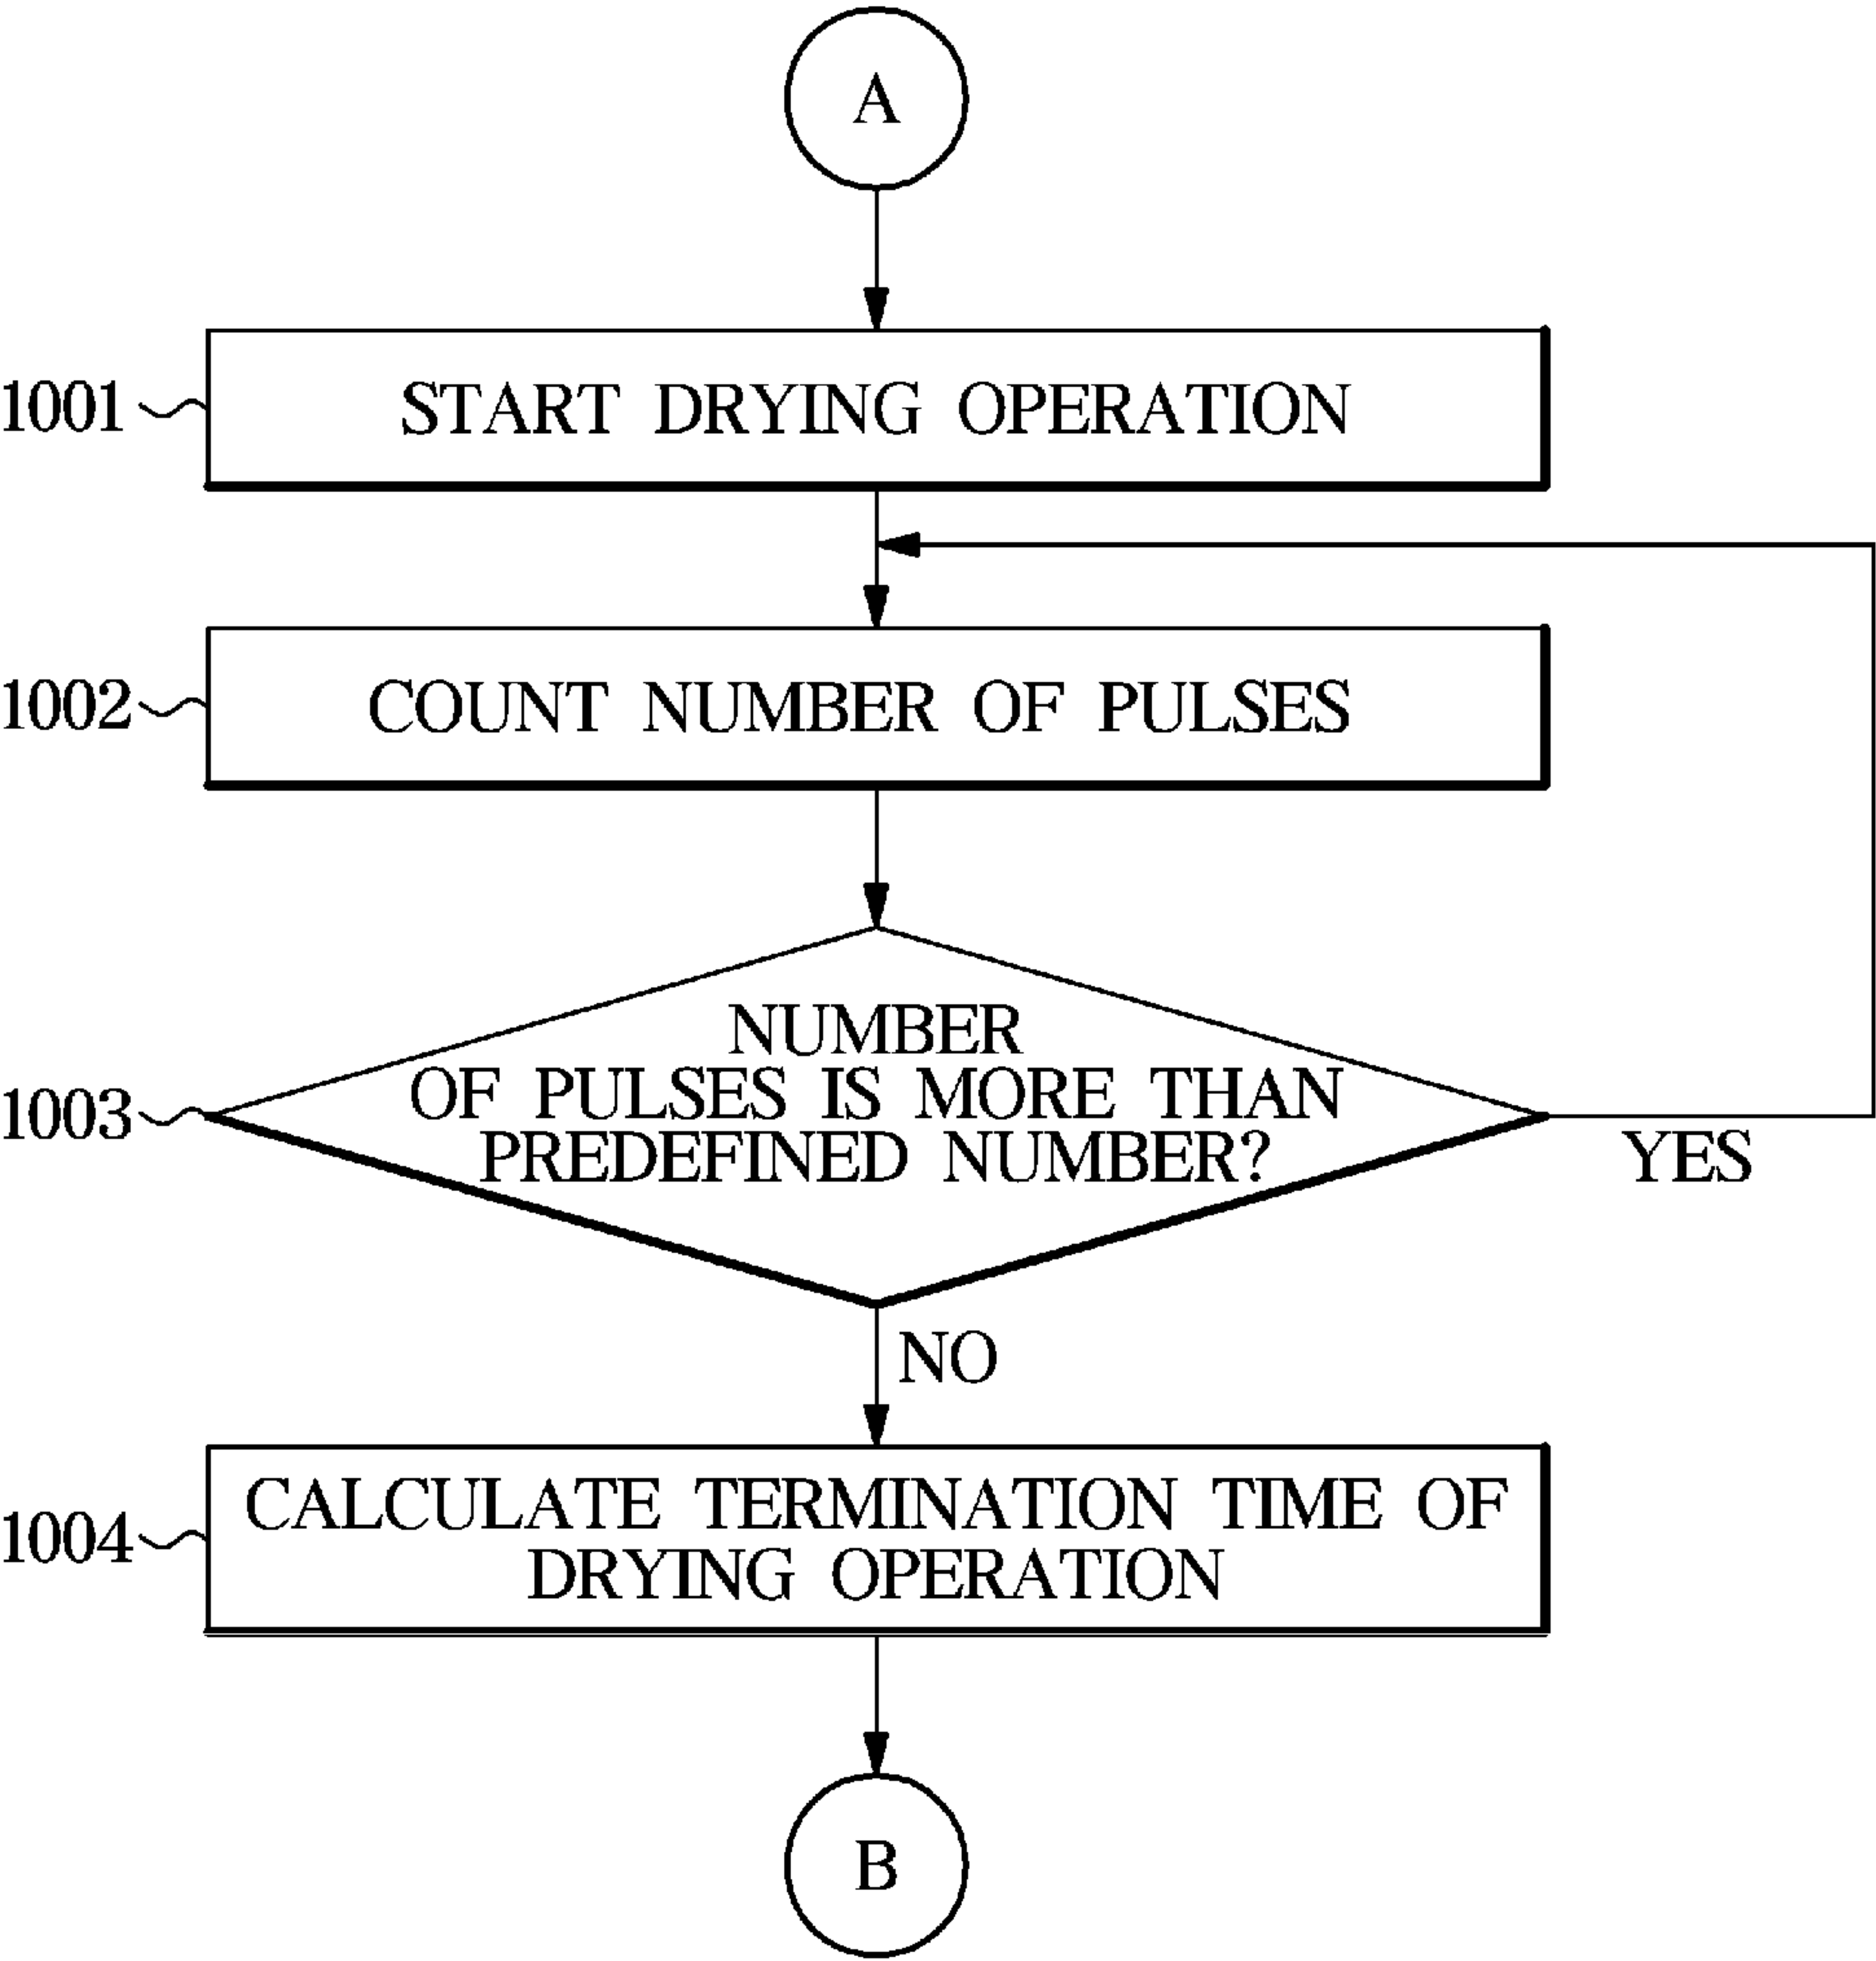 A
1001
START DRYING OPERATION
1002
COUNT NUMBER OF PULSES
1003
NUMBER
OF PULSES IS MORE THAN
PREDEFINED NUMBER?
YES
NO
1004
CALCULATE TERMINATION TIME OF
DRYING OPERATION
B